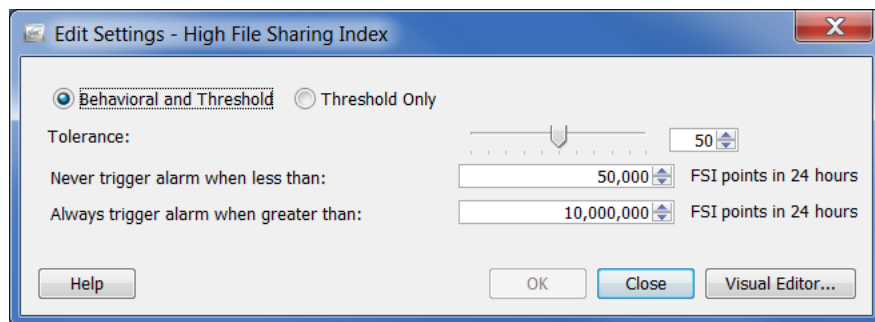 Edit Settings - High File Sharing Index
X
Behavioral and Threshold Threshold Only
Tolerance: 50
Never trigger alarm when less than: 50,000 FSI points in 24 hours
Always trigger alarm when greater than: 10,000,000 FSI points in 24 hours
Help OK Close Visual Editor...